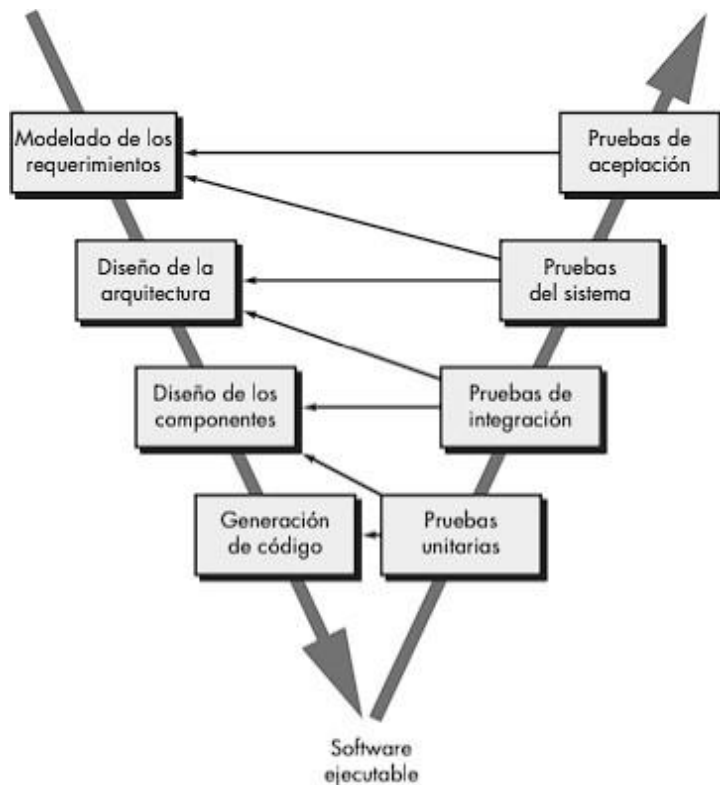 Modelado de los
requerimientos
Pruebas de
aceptación
Diseño de la
arquitectura
Pruebas
del sistema
Diseño de los
componentes
Pruebas de
integración
Generación
de código
Pruebas
unitarias
Software
ejecutable